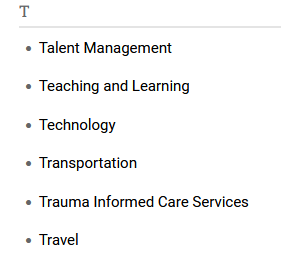 T
Talent Management
Teaching and Learning
Technology
Transportation
Trauma Informed Care Services
Travel